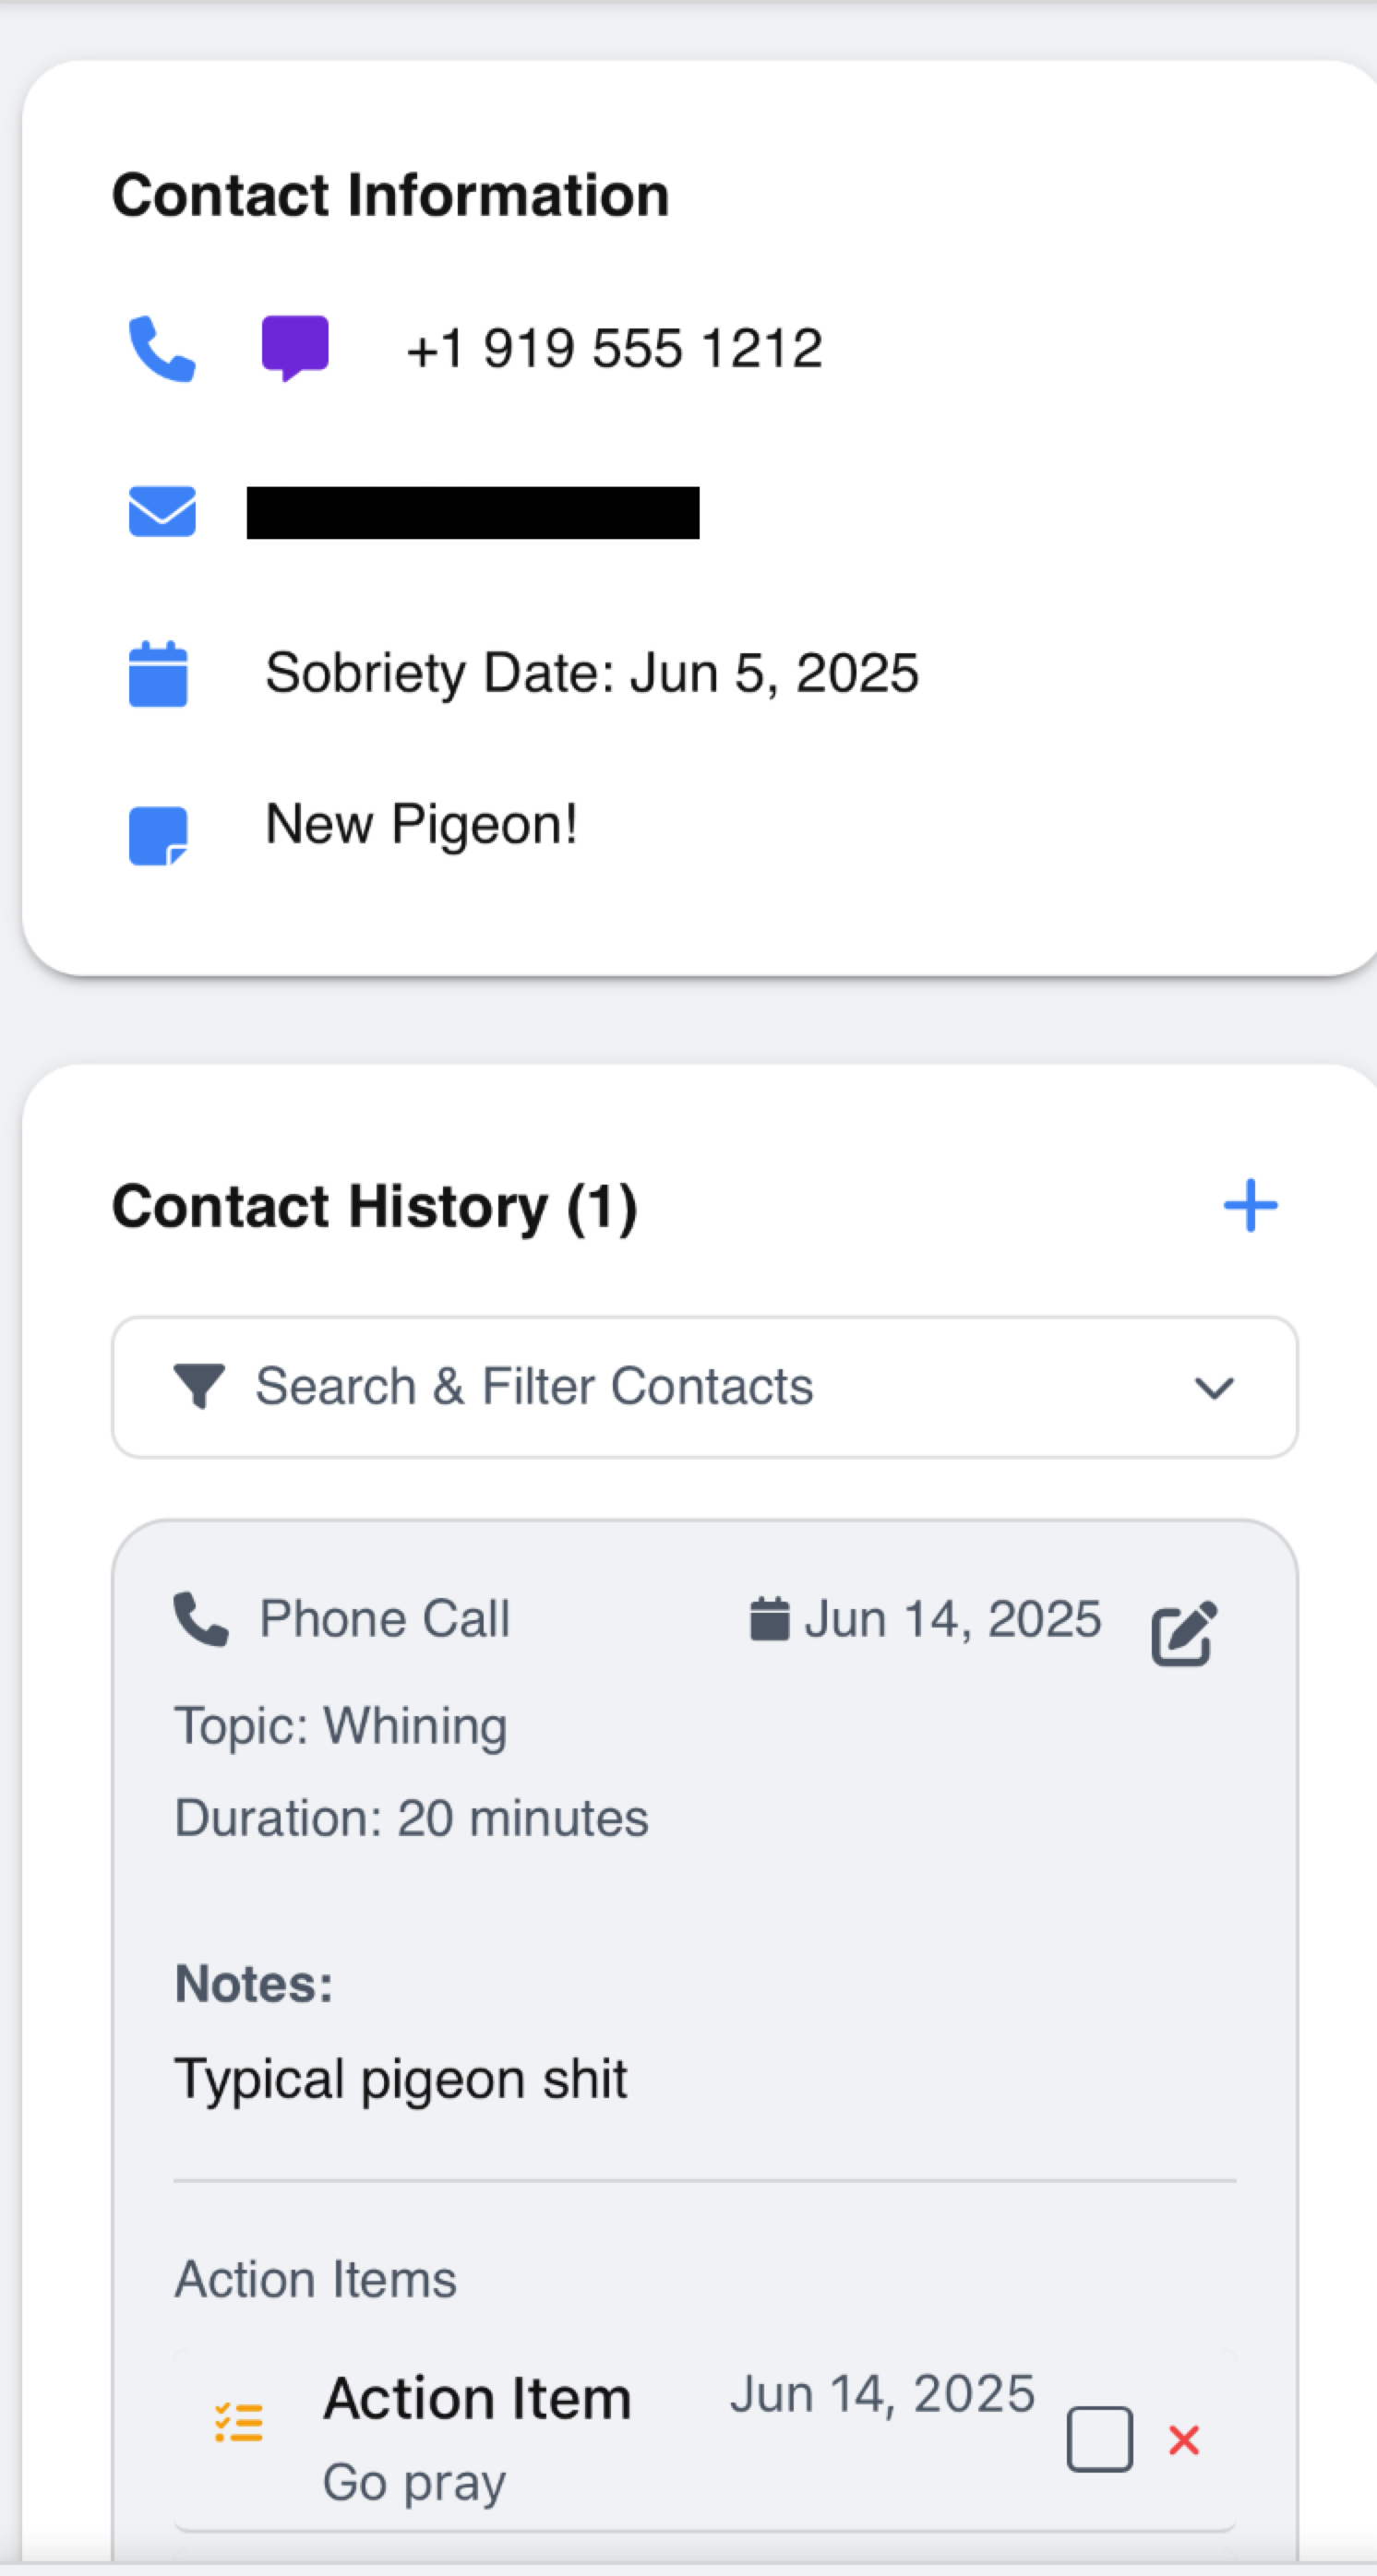 Contact Information
+1 919 555 1212
Sobriety Date: Jun 5, 2025
New Pigeon!
Contact History (1)
Search & Filter Contacts
Phone Call
Jun 14, 2025
Topic: Whining
Duration: 20 minutes
Notes:
Typical pigeon shit
Action Items
Action Item
Jun 14, 2025
Go pray